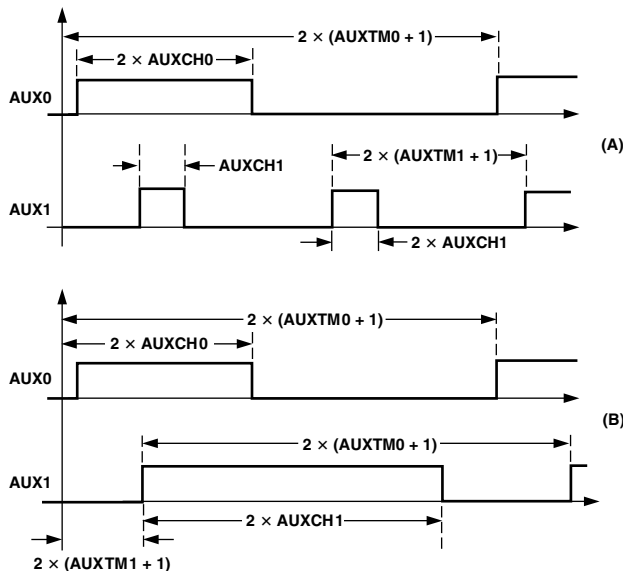 2 × (AUXTM0 + 1)
2 × AUXCH0
AUX0
(A)
2 × (AUXTM1 + 1)
AUXCH1
AUX1
2 × AUXCH1
2 × (AUXTM0 + 1)
2 × AUXCH0
AUX0
(B)
2 × (AUXTM0 + 1)
AUX1
2 × AUXCH1
2 × (AUXTM1 + 1)